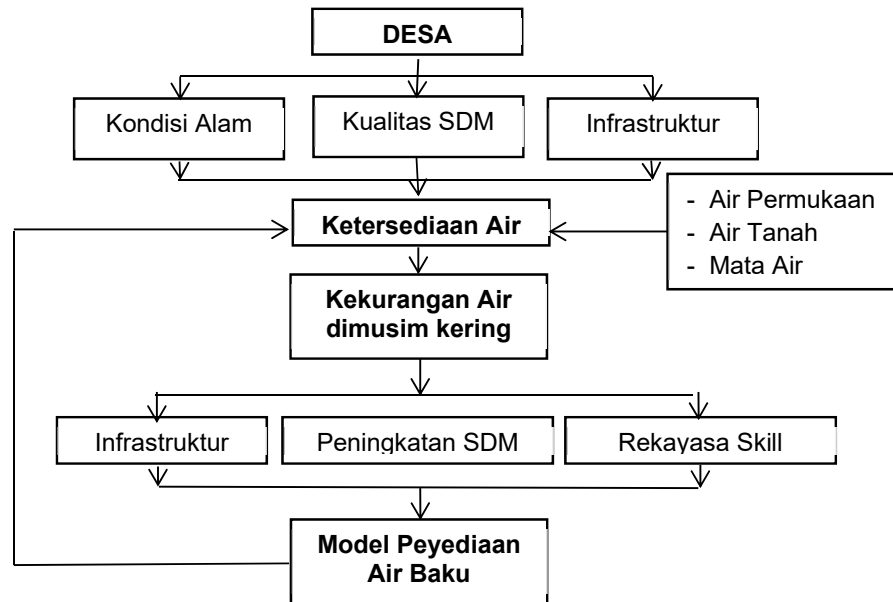 DESA
Kondisi Alam
Kualitas SDM
Infrastruktur
- Air Permukaan
- Air Tanah
- Mata Air
Ketersediaan Air
Kekurangan Air
dimusim kering
Infrastruktur
Peningkatan SDM
Rekayasa Skill
Model Peyediaan
Air Baku